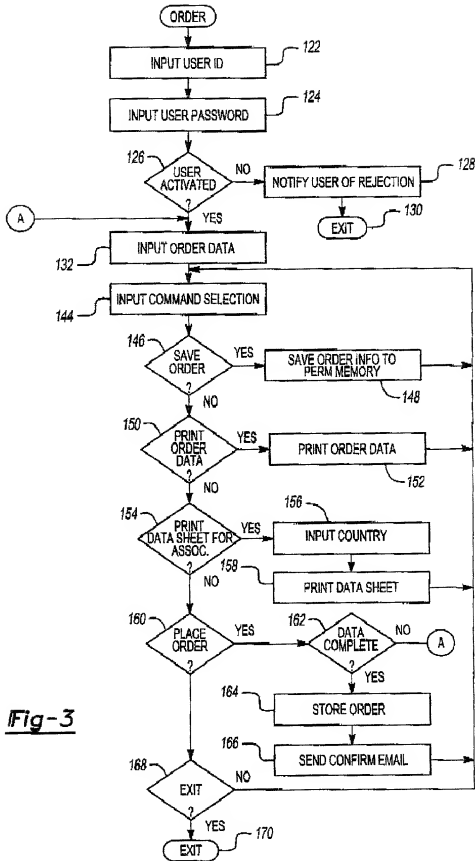 ORDER
INPUT USER ID
122
INPUT USER PASSWORD
124
126
USER
ACTIVATED
?
NO
YES
NOTIFY USER OF REJECTION
128
EXIT
130
A
INPUT ORDER DATA
132
INPUT COMMAND SELECTION
144
146
SAVE
ORDER
?
YES
NO
SAVE ORDER INFO TO
PERM MEMORY
148
150
PRINT
ORDER
DATA
?
YES
NO
PRINT ORDER DATA
152
154
PRINT
DATA SHEET FOR
ASSOC.
?
YES
NO
156
INPUT COUNTRY
158
PRINT DATA SHEET
160
PLACE
ORDER
?
YES
162
DATA
COMPLETE
?
NO
A
YES
164
STORE ORDER
166
SEND CONFIRM EMAIL
Fig-3
168
EXIT
?
NO
YES
EXIT
170